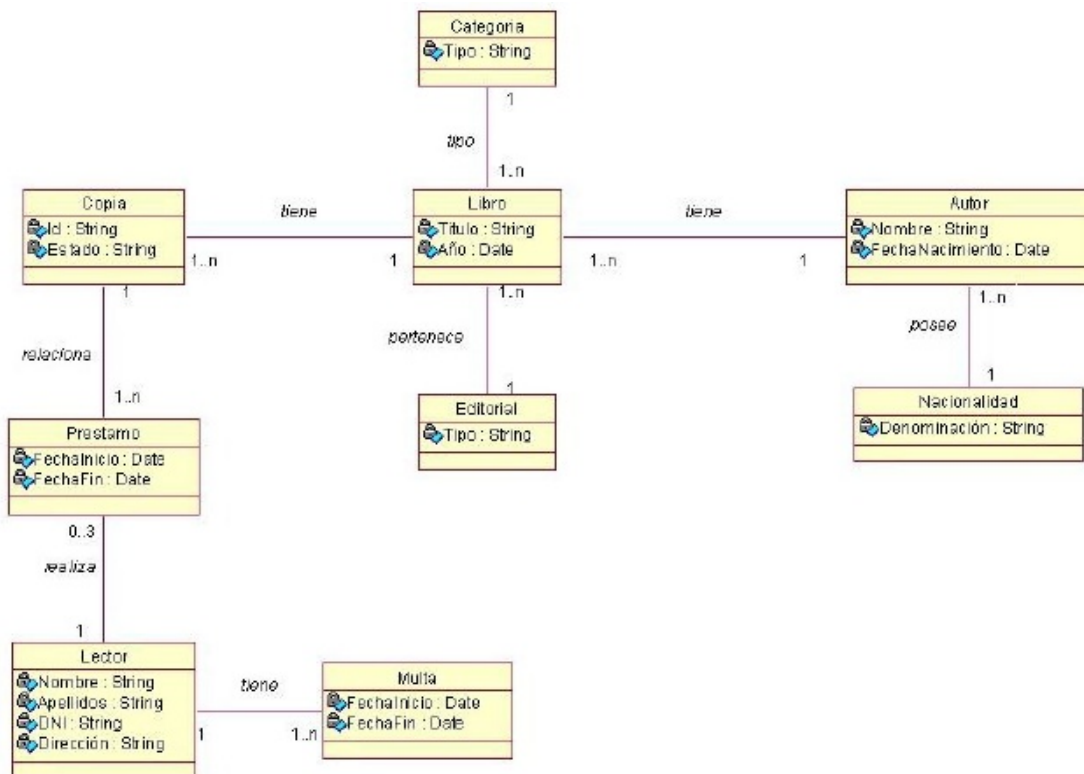 Categoria
Tipo : String
1
tipo
1..n
Copia
Id : String
Estado : String
tiene
1..n
1
Libro
Titulo : String
Año : Date
tiene
1..n
1
Autor
Nombre : String
FechaNacimiento : Date
1
relaciona
1..n
1..n
pertenece
1
1..n
posee
1
Editorial
Tipo : String
Nacionalidad
Denominación : String
Prestamo
FechaInicio : Date
FechaFin : Date
0..3
realiza
1
Lector
Nombre : String
Apellidos : String
DNI : String
Dirección : String
tiene
1
1..n
Multa
FechaInicio : Date
FechaFin : Date